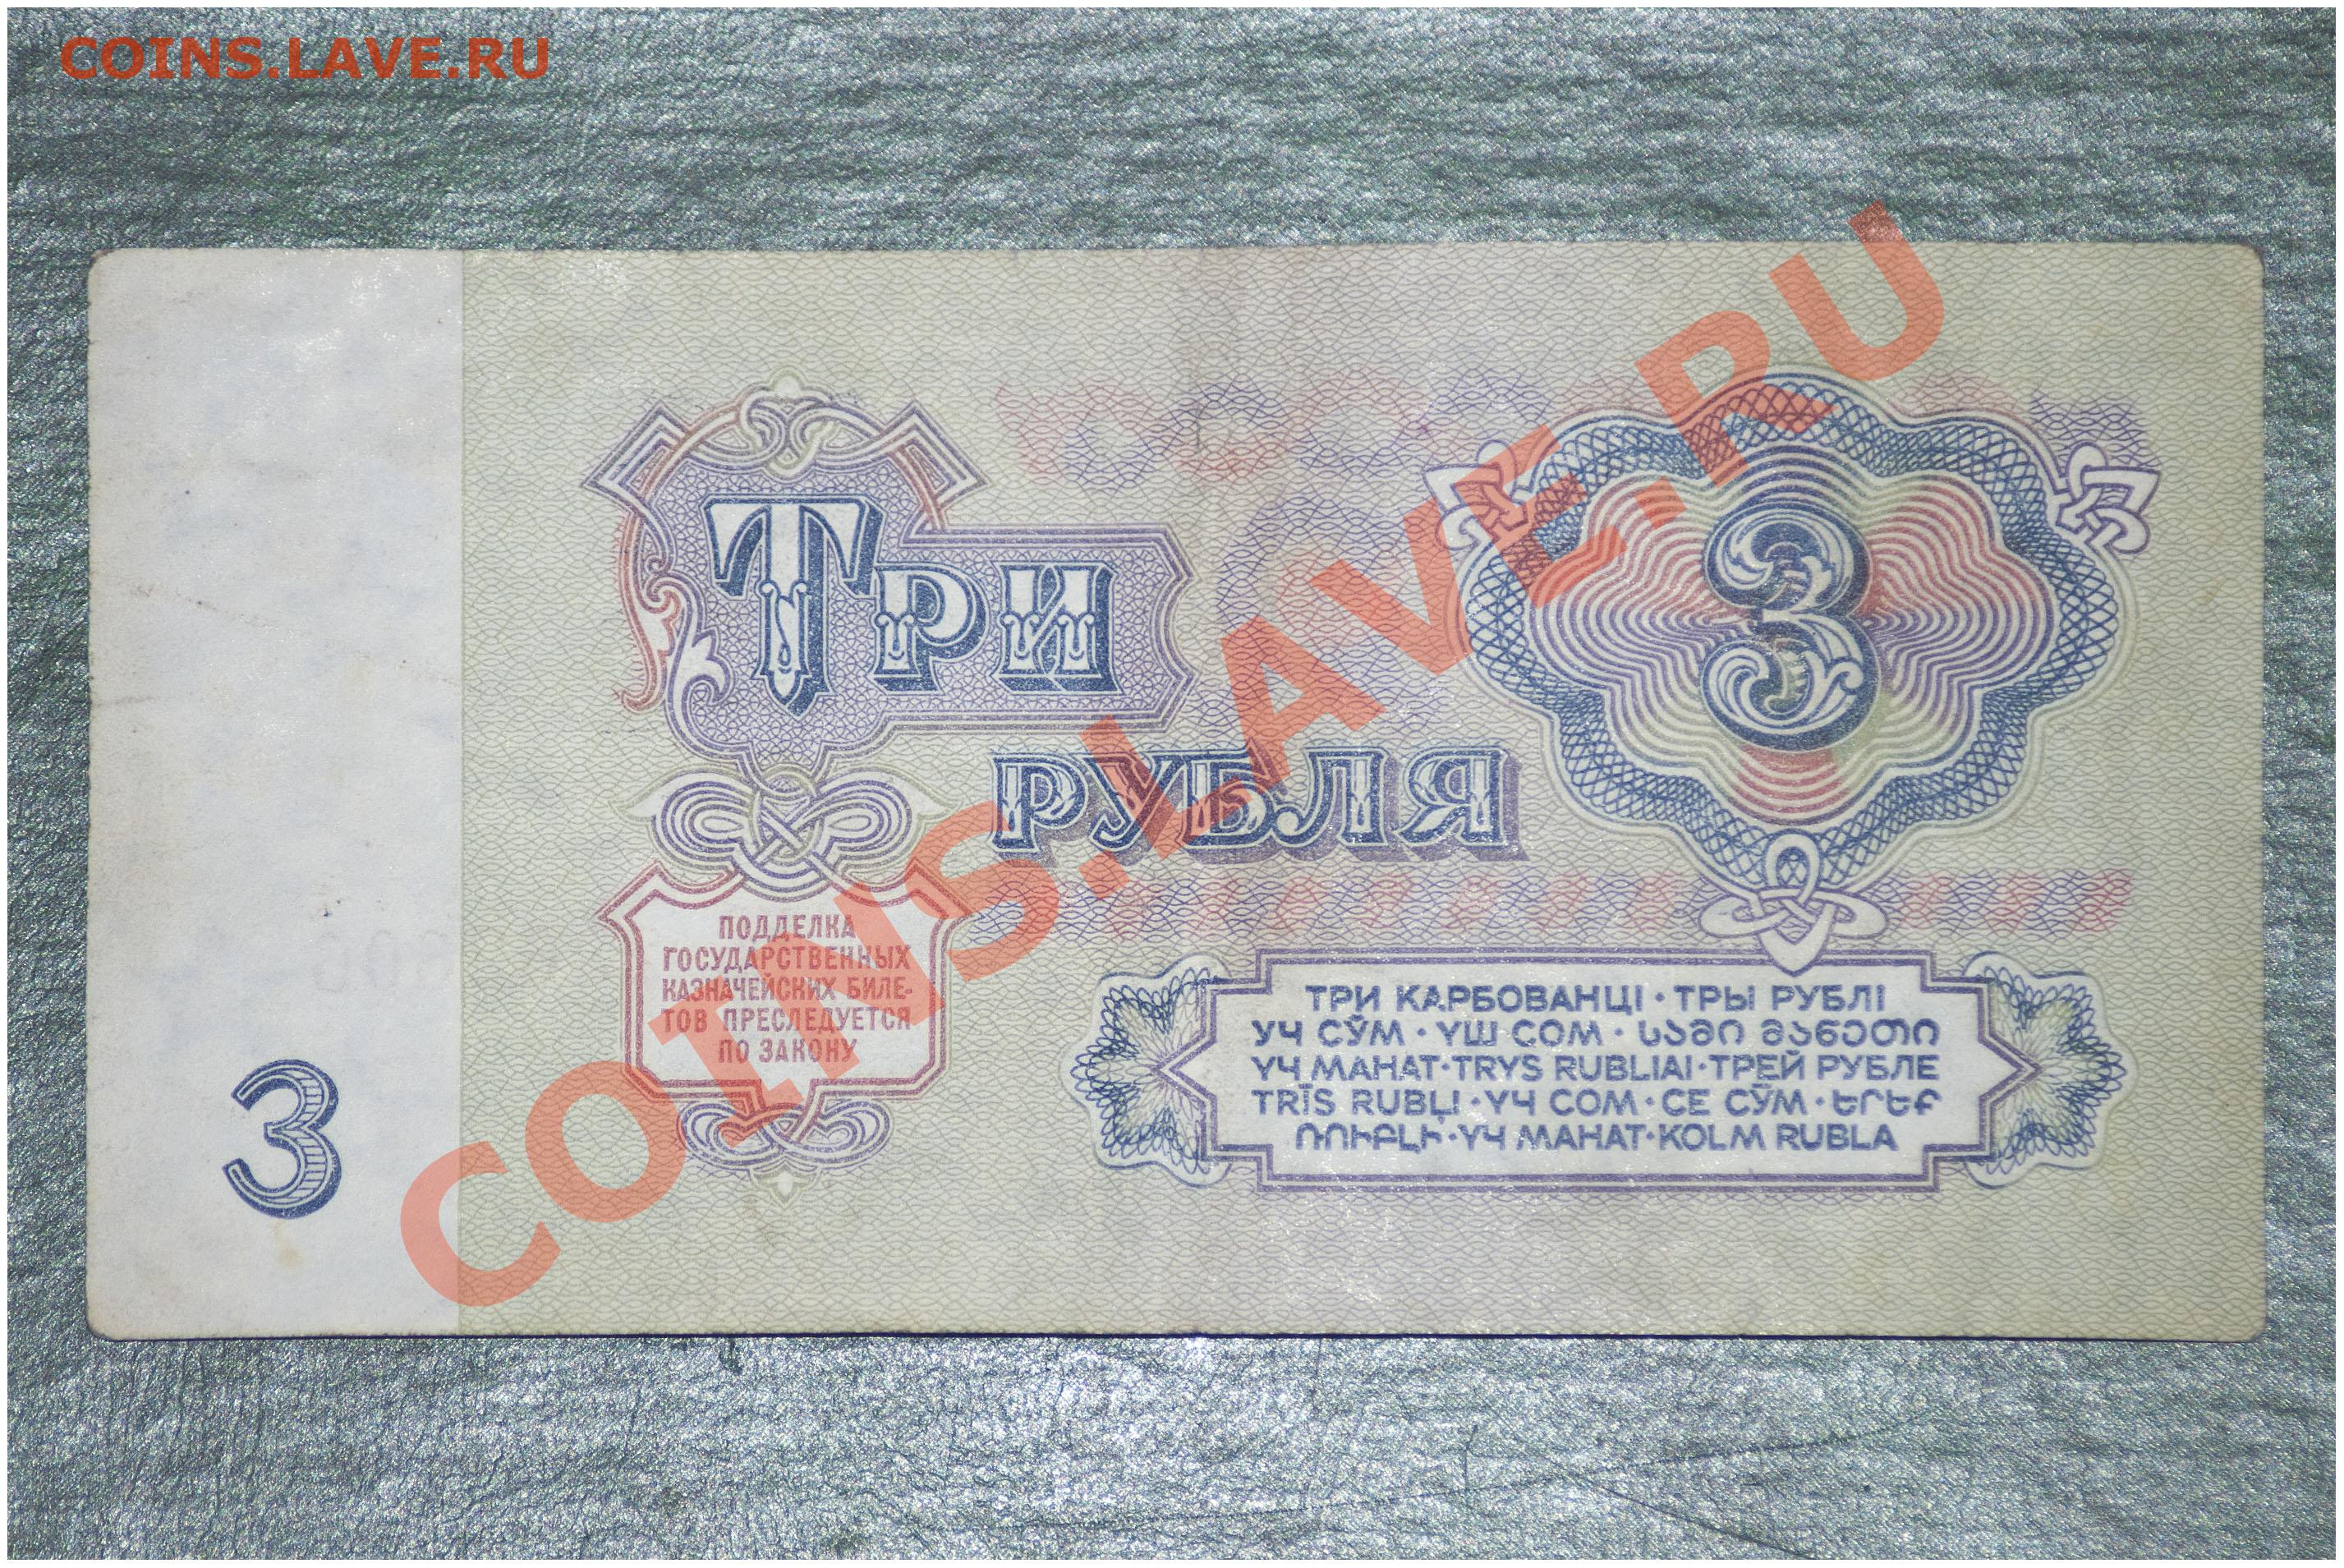 COINS.LAVE.RU
Три
3
РУБЛЯ
ПОДДЕЛКА
ГОСУДАРСТВЕННЫХ
КАЗНАЧЕЙСКИХ БИЛЕ-
ТОВ ПРЕСЛЕДУЕТСЯ
ПО ЗАКОНУ
ТРИ КАРБОВАНЦІ · ТРЫ РУБЛІ
УЧ СЎМ · ҮШ СОМ · ᲡᲐᲛᲘ ᲛᲐᲜᲔᲗᲘ
ҮЧ МАНАТ · TRYS RUBLIAI · ТРЕЙ РУБЛЕ
TRĪS RUBĻI · ҮЧ СОМ · СЕ СӮМ · ԵՐԵՔ
ՌՈՒԲԼԻ · ҮЧ МАНАТ · KOLM RUBLA
3
COINS.LAVE.RU